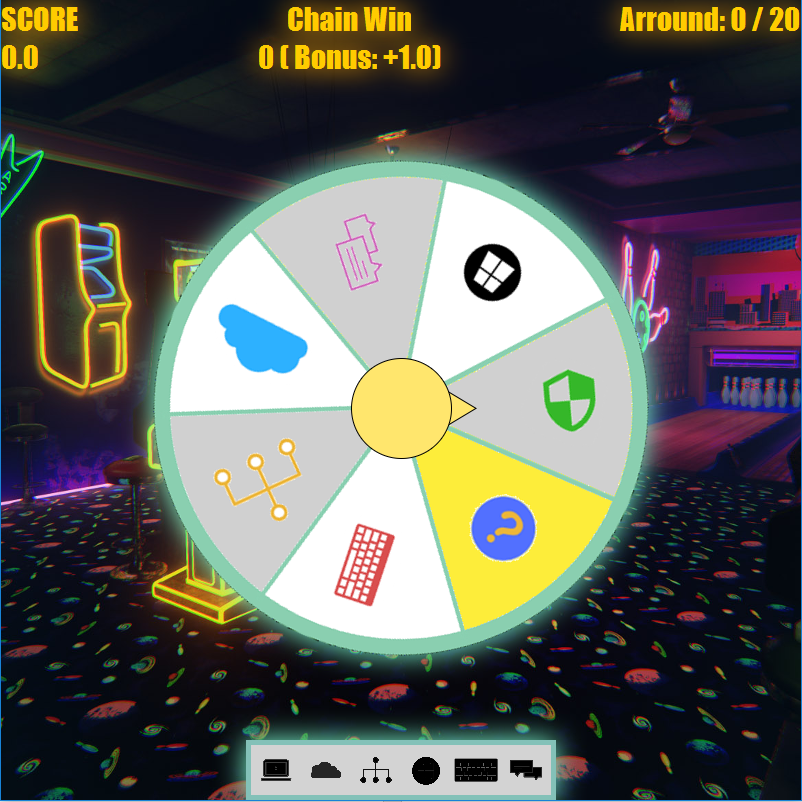 SCORE
Chain Win
Arround: 0 / 20
0.0
0 ( Bonus: +1.0)
?